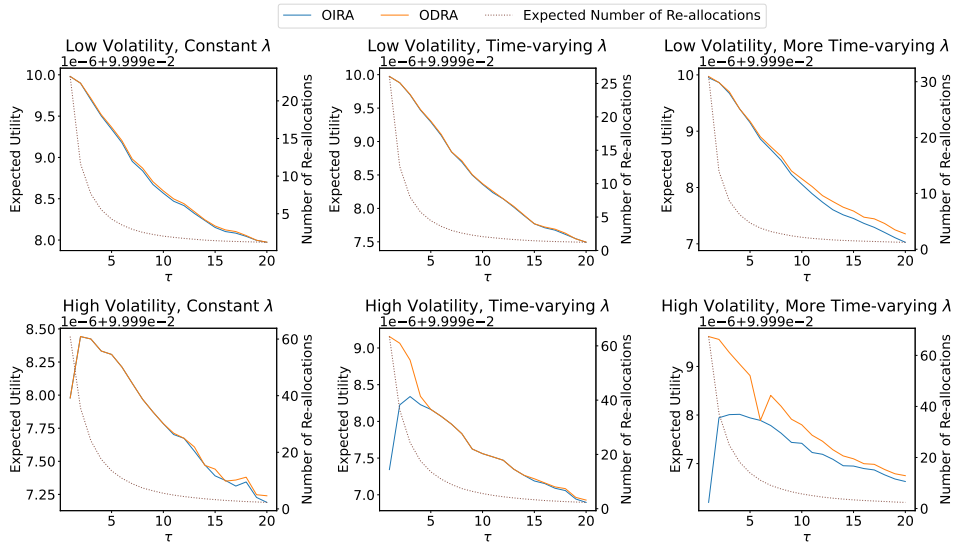 OIRA ODRA Expected Number of Re-allocations
Low Volatility, Constant λ
1e−6+9.999e−2
Expected Utility
10.0
9.5
9.0
8.5
8.0
20
15
10
5
Number of Re-allocations
5 10 15 20
τ
Low Volatility, Time-varying λ
1e−6+9.999e−2
Expected Utility
10.0
9.5
9.0
8.5
8.0
7.5
25
20
15
10
5
0
Number of Re-allocations
5 10 15 20
τ
Low Volatility, More Time-varying λ
1e−6+9.999e−2
Expected Utility
10
9
8
7
30
20
10
0
Number of Re-allocations
5 10 15 20
τ
High Volatility, Constant λ
1e−6+9.999e−2
Expected Utility
8.50
8.25
8.00
7.75
7.50
7.25
60
40
20
0
Number of Re-allocations
5 10 15 20
τ
High Volatility, Time-varying λ
1e−6+9.999e−2
Expected Utility
9.0
8.5
8.0
7.5
7.0
60
40
20
0
Number of Re-allocations
5 10 15 20
τ
High Volatility, More Time-varying λ
1e−6+9.999e−2
Expected Utility
9
8
7
60
40
20
0
Number of Re-allocations
5 10 15 20
τ